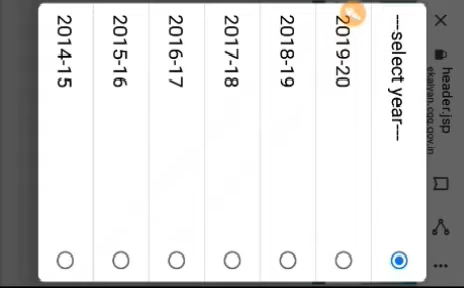 header.jsp
ekalyan.cgg.gov.in
---select year---
2019-20
2018-19
2017-18
2016-17
2015-16
2014-15